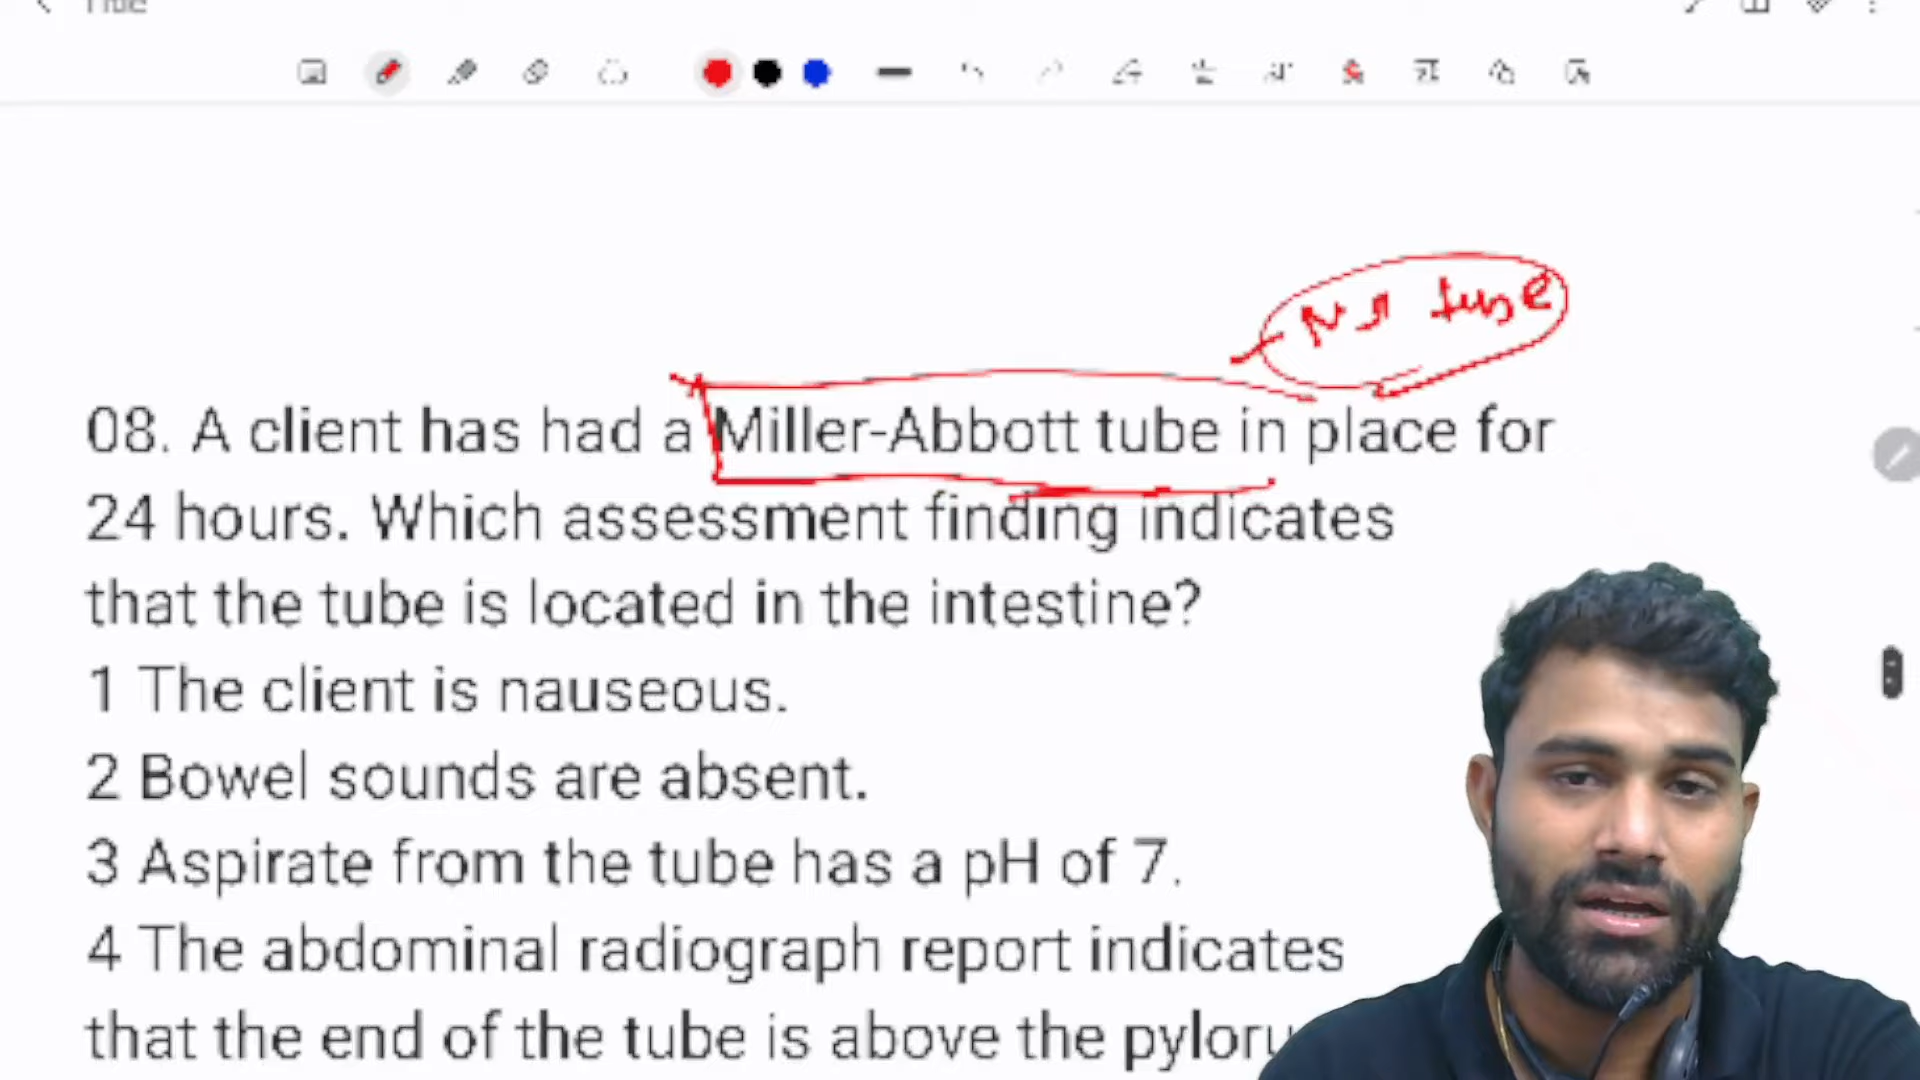 Title
NJ tube
08. A client has had a Miller-Abbott tube in place for
24 hours. Which assessment finding indicates
that the tube is located in the intestine?
1 The client is nauseous.
2 Bowel sounds are absent.
3 Aspirate from the tube has a pH of 7.
4 The abdominal radiograph report indicates
that the end of the tube is above the pyloru